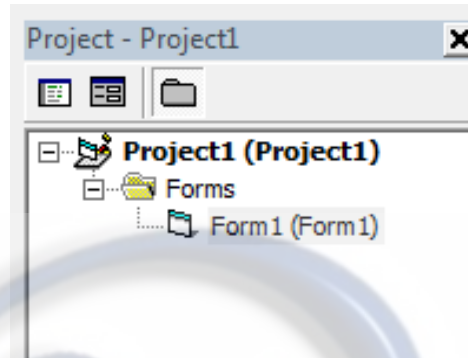 Project - Project1
Project1 (Project1)
Forms
Form1 (Form1)